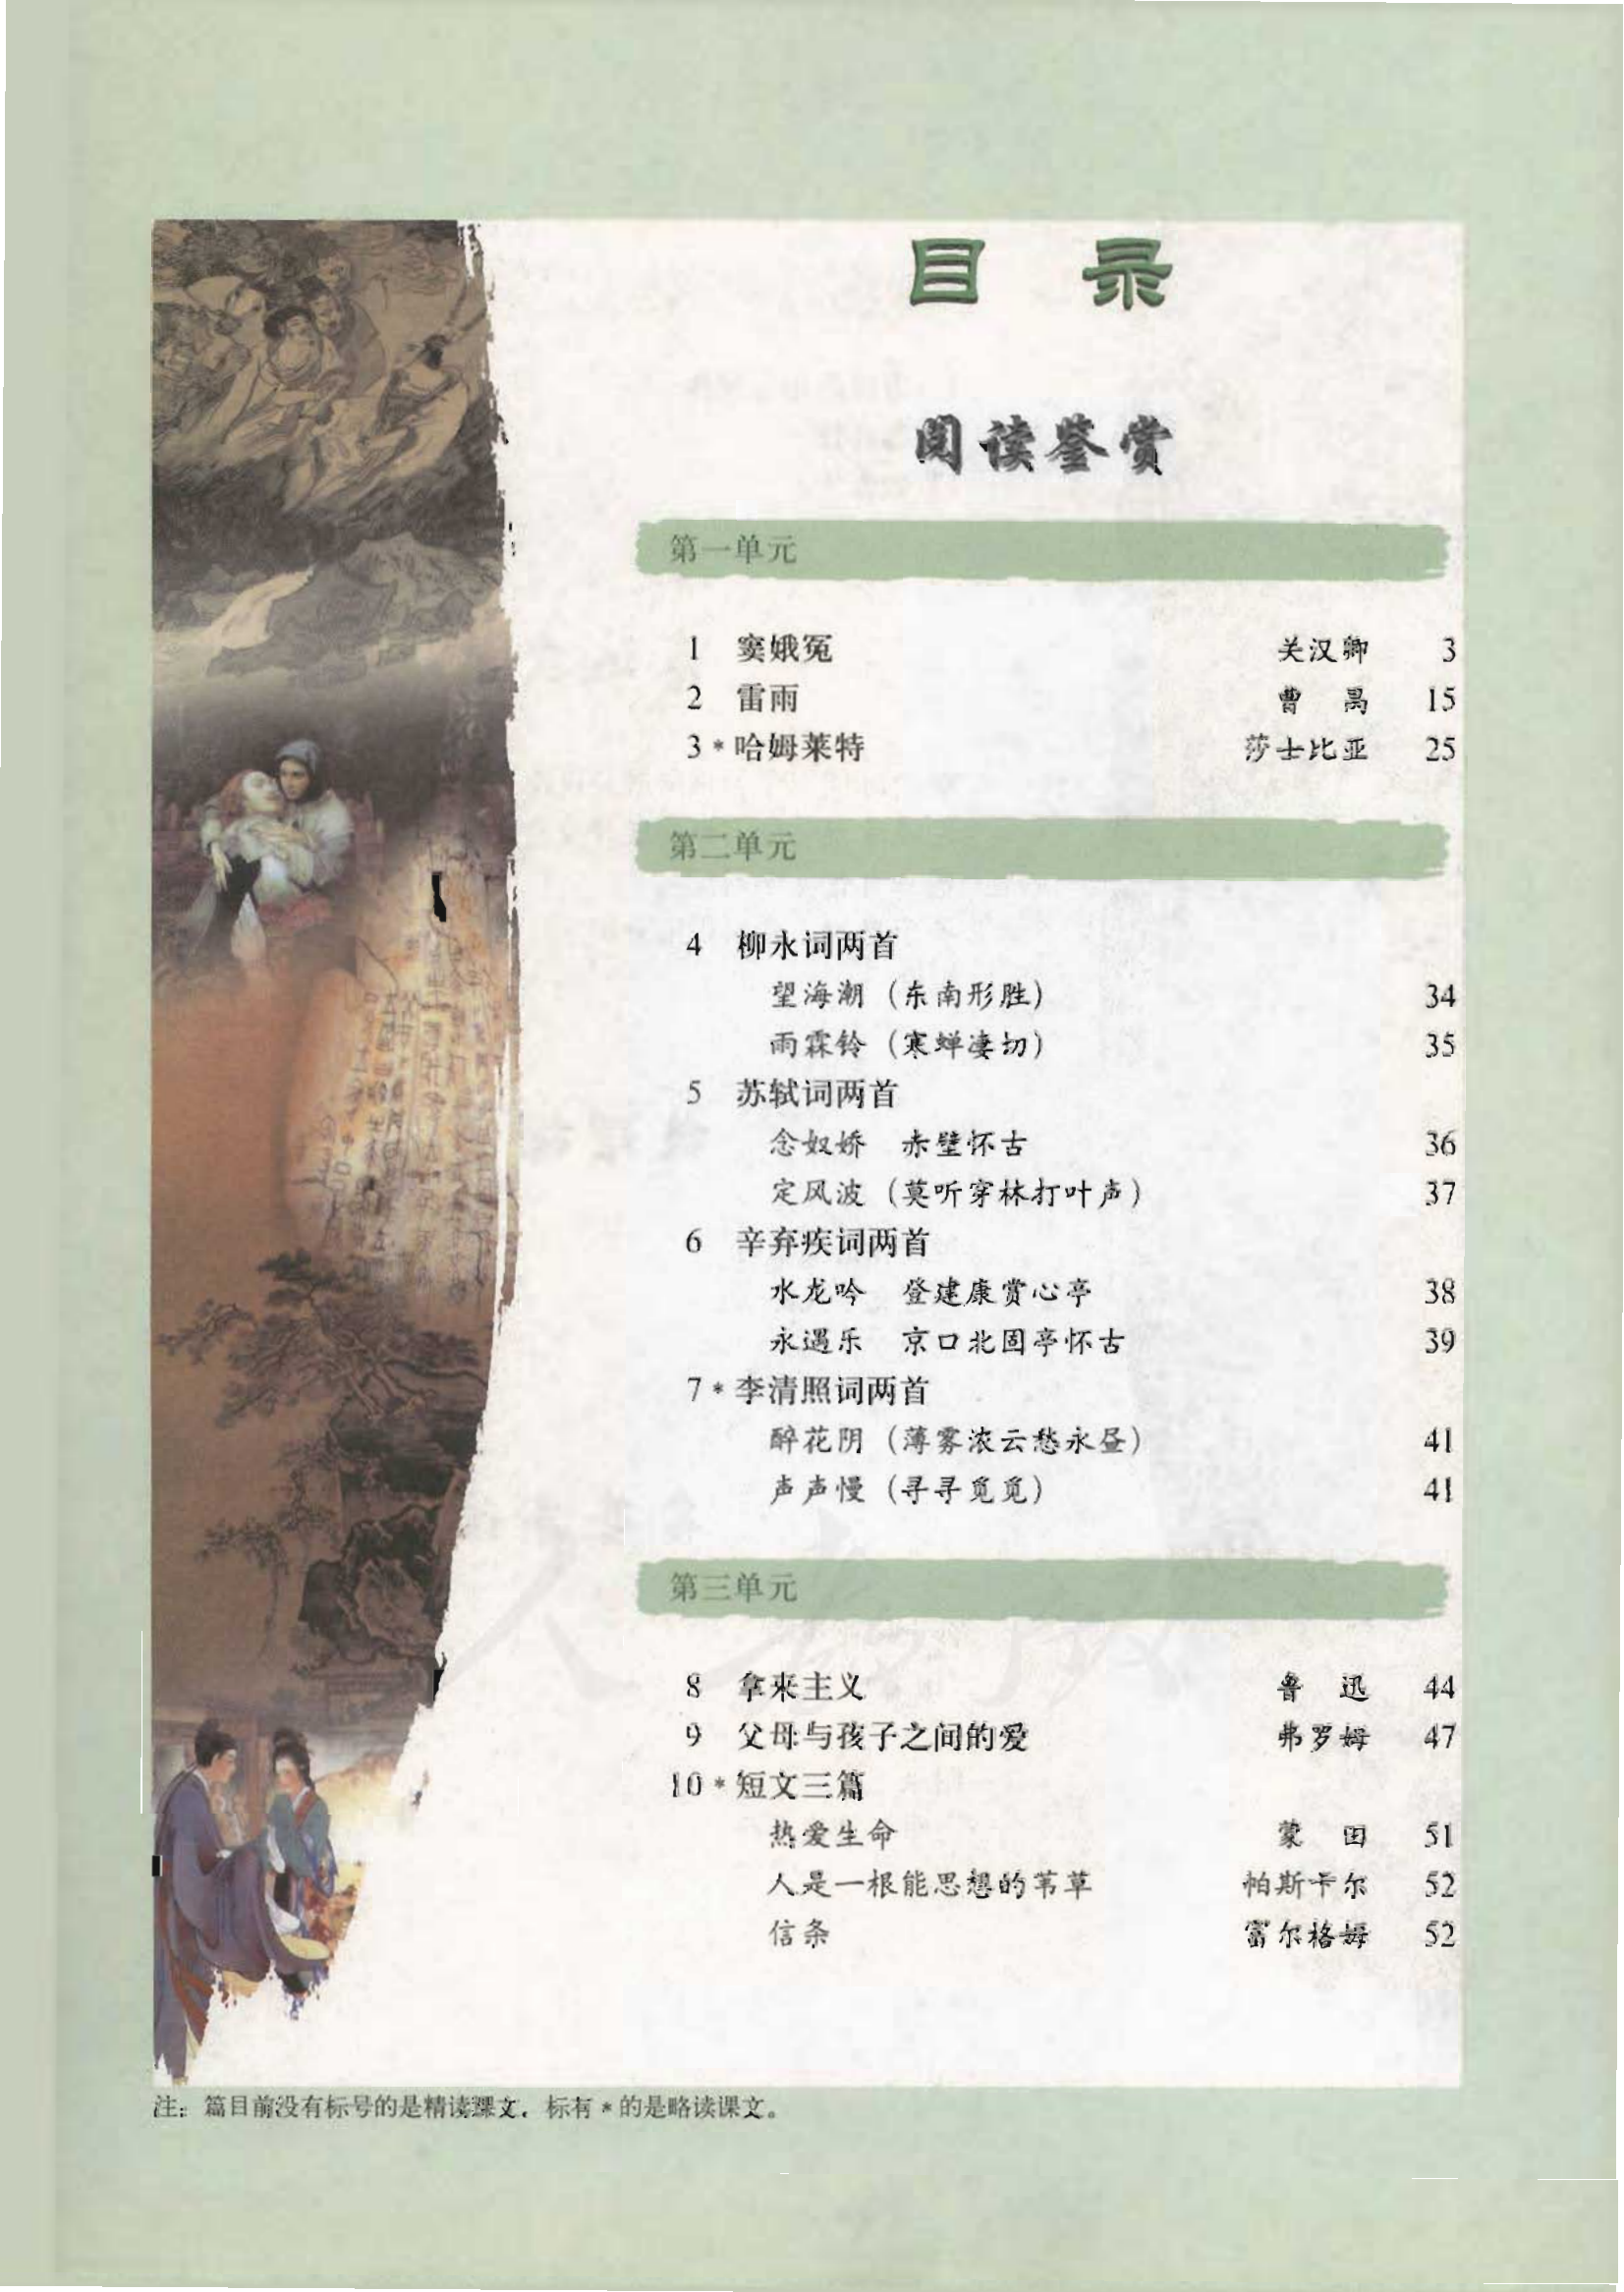 目 录
阅读鉴赏
第一单元
1 窦娥冤 关汉卿 3
2 雷雨 曹 禺 15
3 * 哈姆莱特 莎士比亚 25
第二单元
4 柳永词两首
望海潮（东南形胜） 34
雨霖铃（寒蝉凄切） 35
5 苏轼词两首
念奴娇 赤壁怀古 36
定风波（莫听穿林打叶声） 37
6 辛弃疾词两首
水龙吟 登建康赏心亭 38
永遇乐 京口北固亭怀古 39
7 * 李清照词两首
醉花阴（薄雾浓云愁永昼） 41
声声慢（寻寻觅觅） 41
第三单元
8 拿来主义 鲁 迅 44
9 父母与孩子之间的爱 弗罗姆 47
10 * 短文三篇
热爱生命 蒙 田 51
人是一根能思想的苇草 帕斯卡尔 52
信条 富尔格姆 52
注：篇目前没有标号的是精读课文，标有 * 的是略读课文。